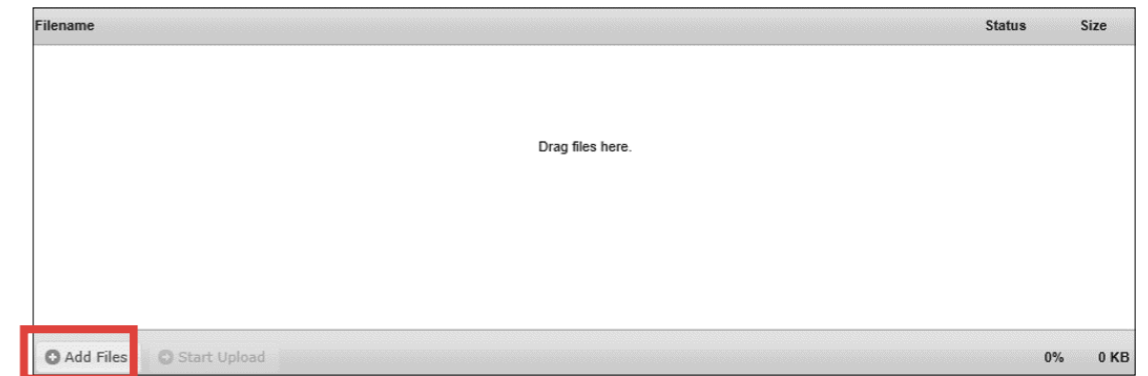 Filename Status Size
Drag files here.
Add Files Start Upload 0% 0 KB